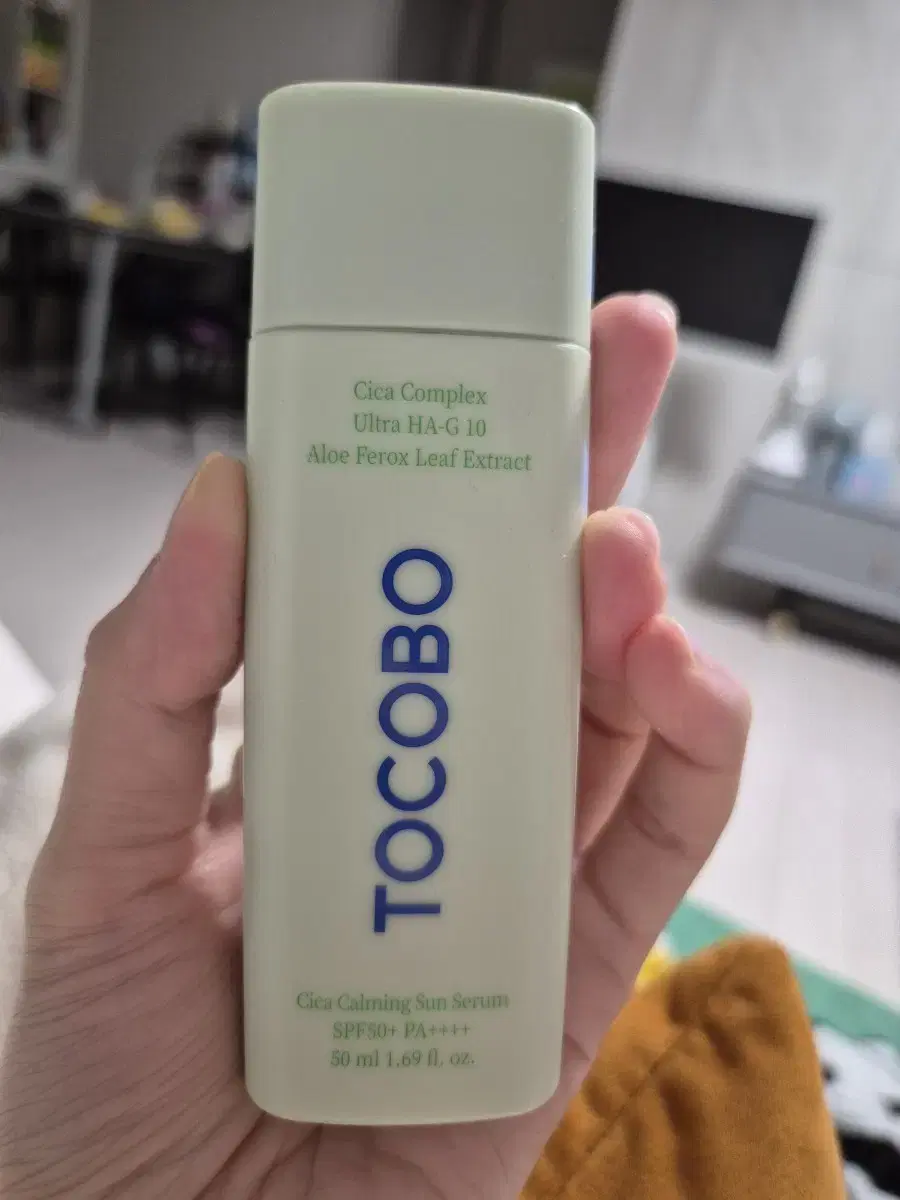 Cica Complex
Ultra HA-G 10
Aloe Ferox Leaf Extract
TOCOBO
Cica Calming Sun Serum
SPF50+ PA++++
50 ml 1.69 fl. oz.